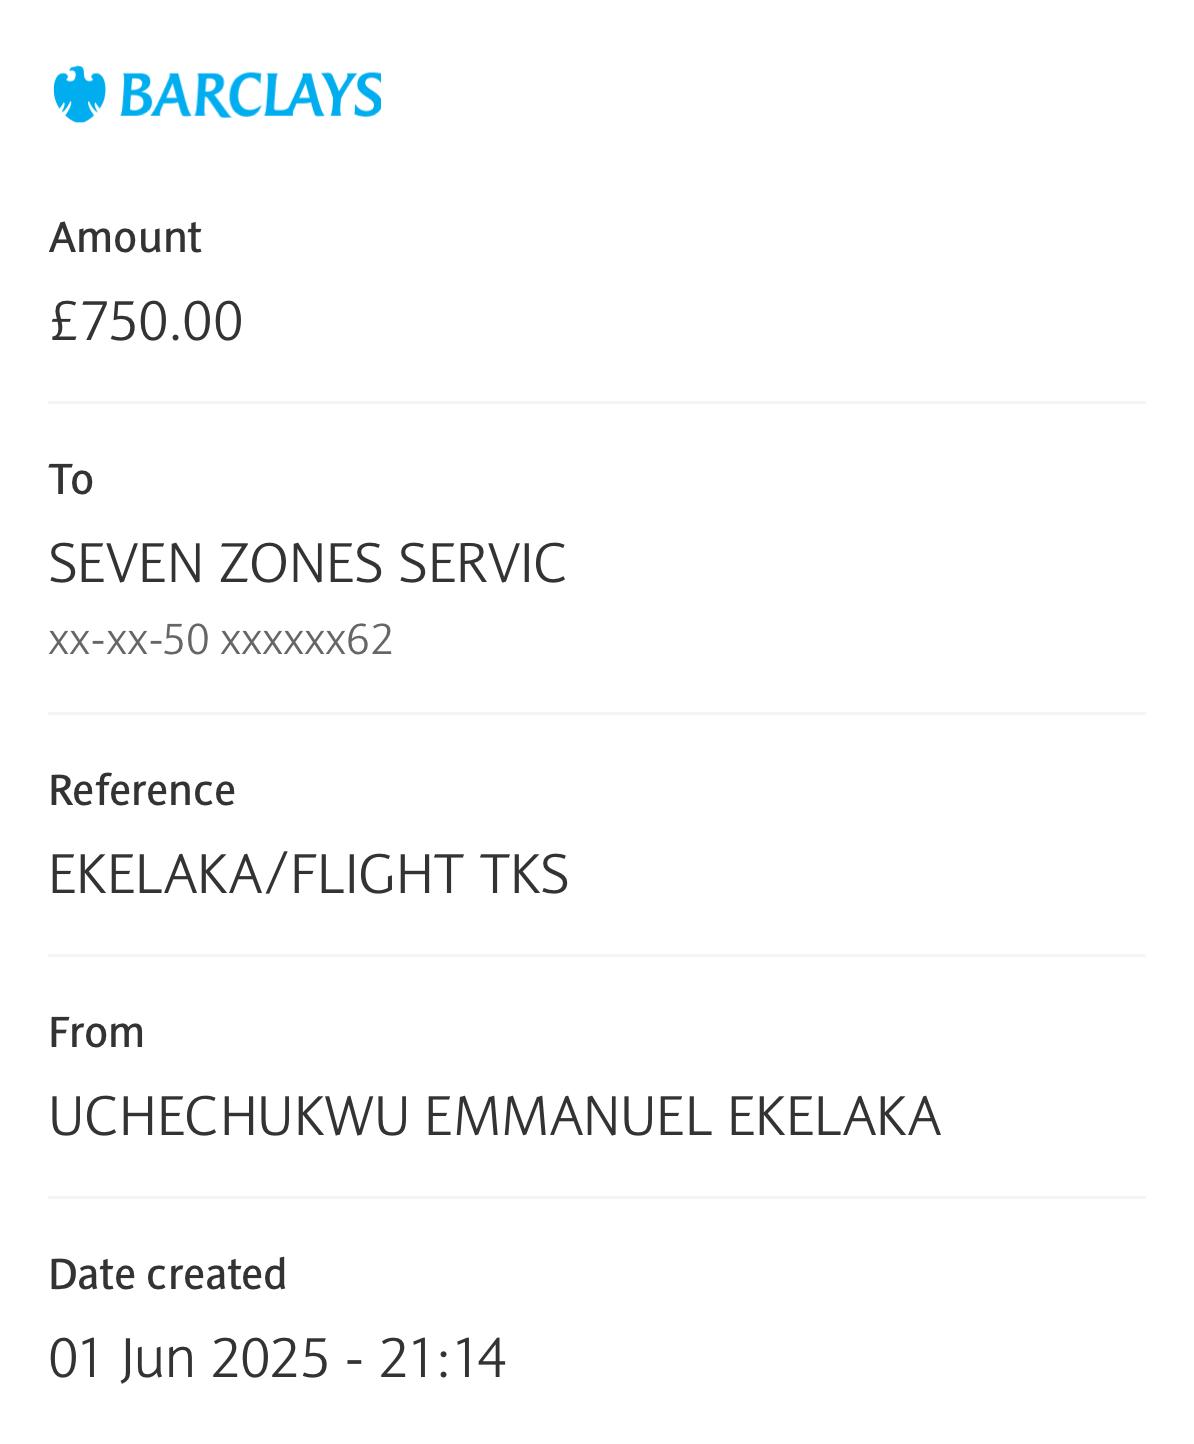 BARCLAYS
Amount
£750.00
To
SEVEN ZONES SERVIC
xx-xx-50 xxxxxx62
Reference
EKELAKA/FLIGHT TKS
From
UCHECHUKWU EMMANUEL EKELAKA
Date created
01 Jun 2025 - 21:14